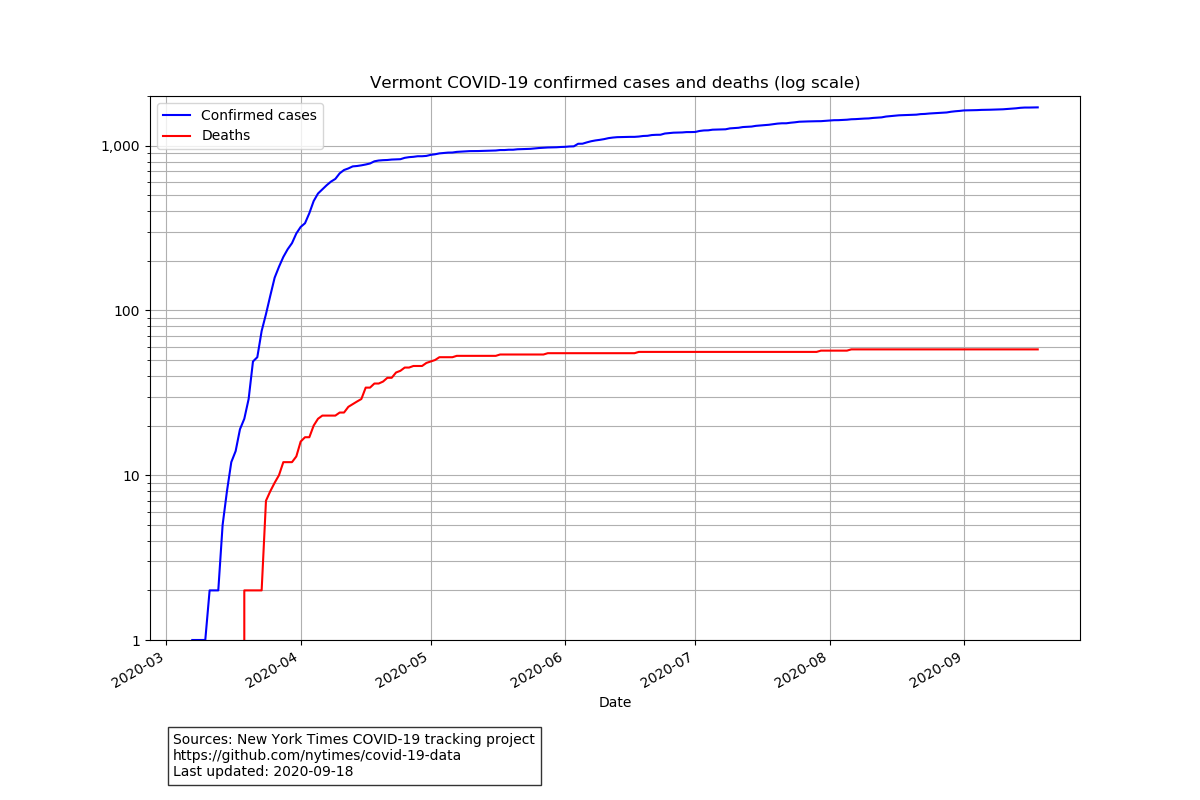 Vermont COVID-19 confirmed cases and deaths (log scale)
Confirmed cases
Deaths
1,000
100
10
1
2020-03
2020-04
2020-05
2020-06
2020-07
2020-08
2020-09
Date
Sources: New York Times COVID-19 tracking project
https://github.com/nytimes/covid-19-data
Last updated: 2020-09-18